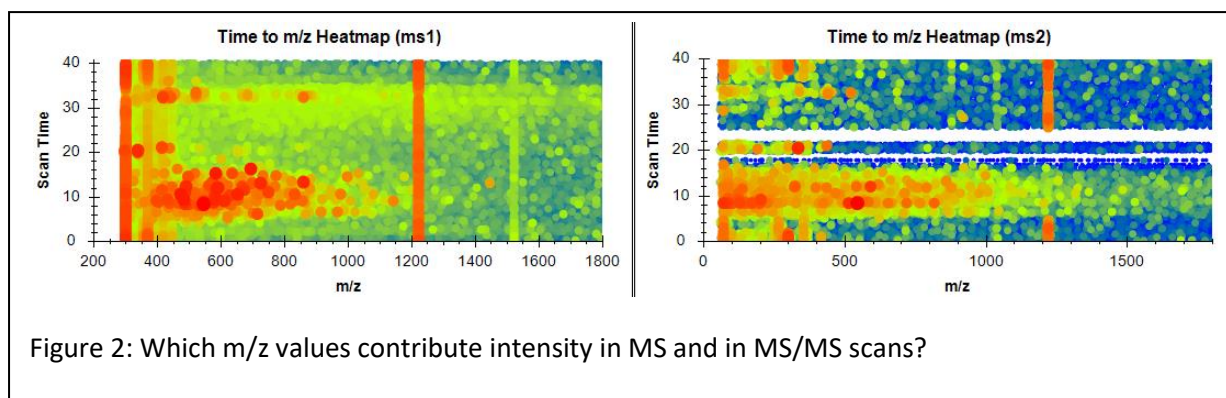 Time to m/z Heatmap (ms1)
40
30
20
10
0
Scan Time
200 400 600 800 1000 1200 1400 1600 1800
m/z
Time to m/z Heatmap (ms2)
40
30
20
10
0
Scan Time
0 500 1000 1500
m/z
Figure 2: Which m/z values contribute intensity in MS and in MS/MS scans?